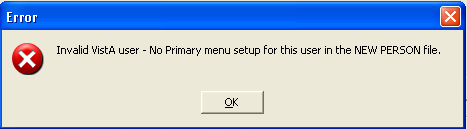 Error
Invalid VistA user - No Primary menu setup for this user in the NEW PERSON file.
OK